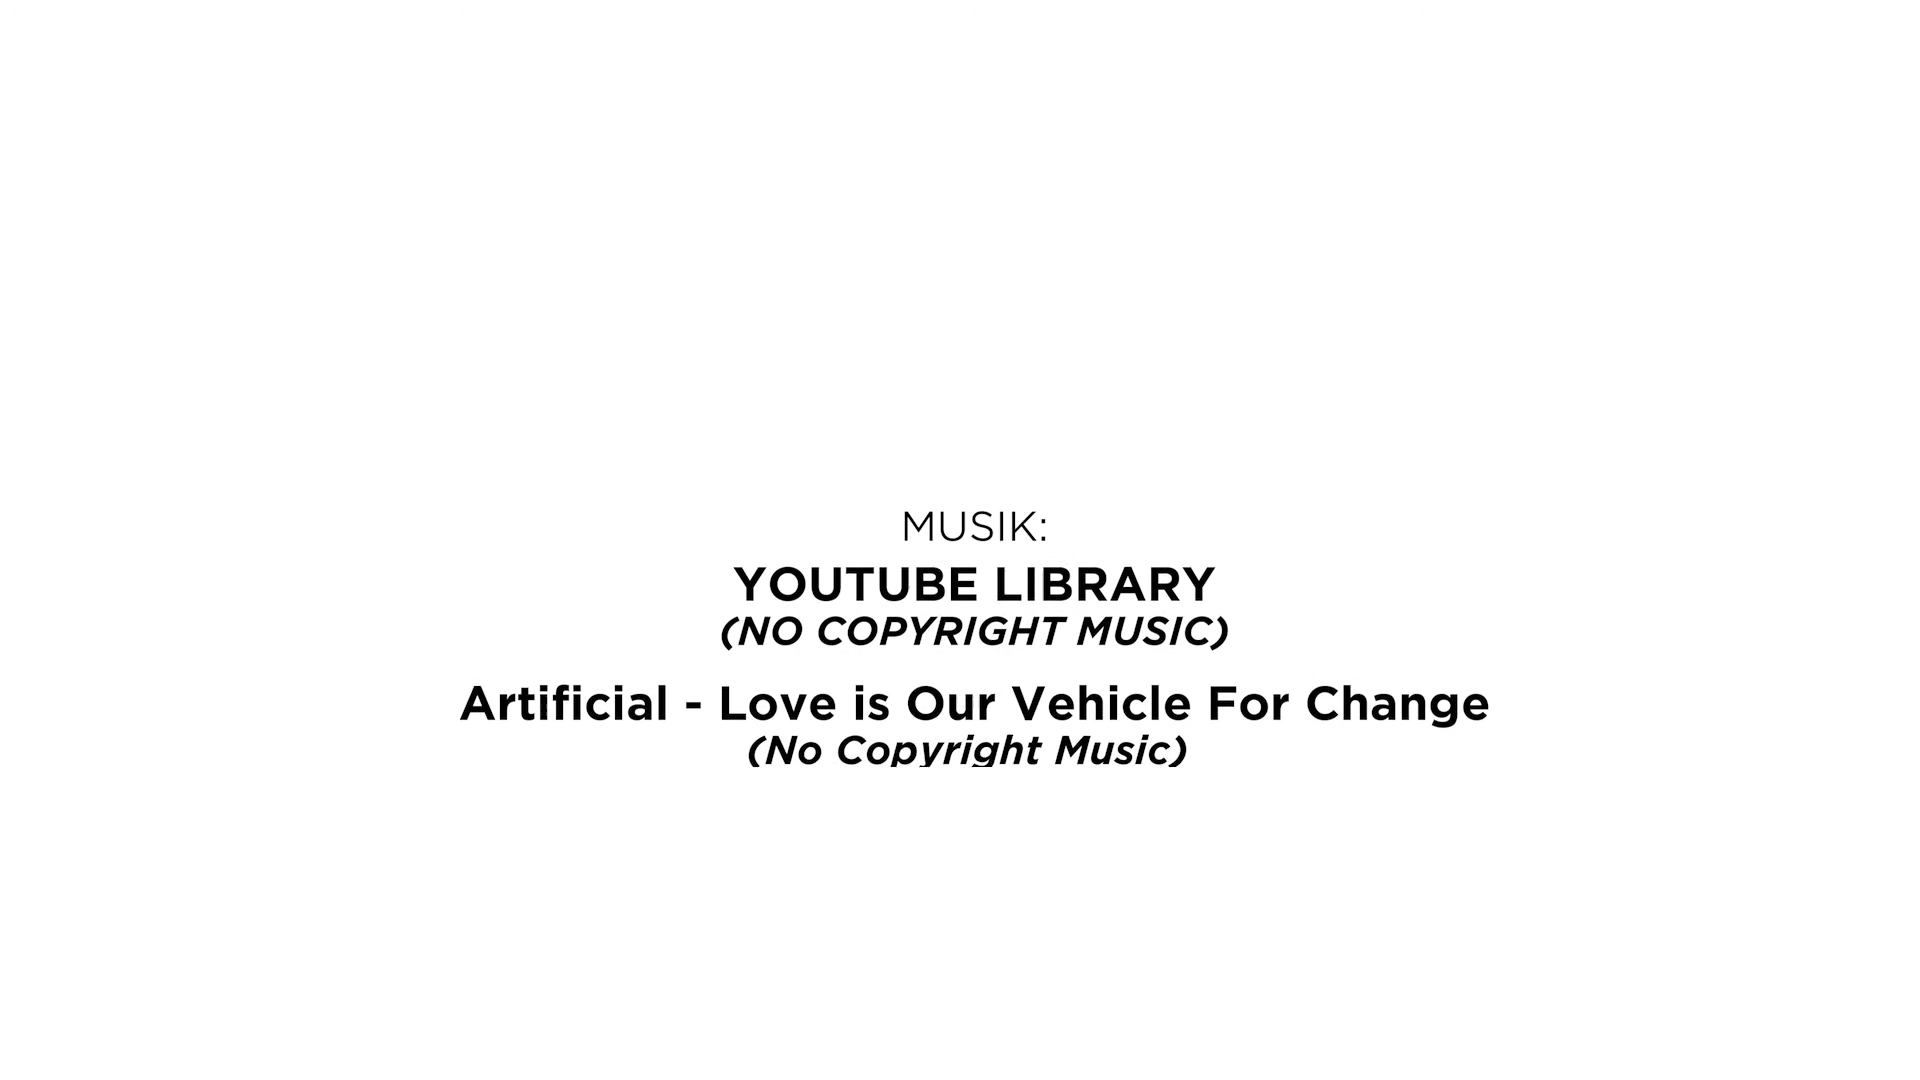 MUSIK:
YOUTUBE LIBRARY
(NO COPYRIGHT MUSIC)
Artificial - Love is Our Vehicle For Change
(No Copyright Music)